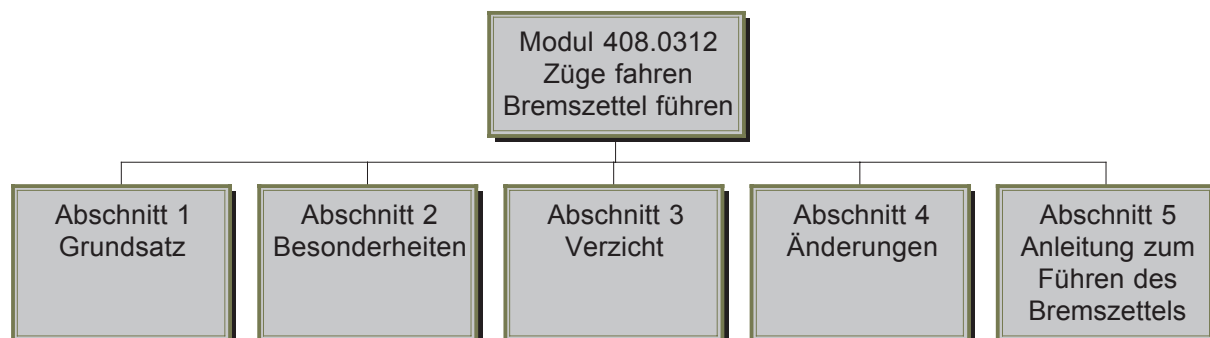 Modul 408.0312
Züge fahren
Bremszettel führen
Abschnitt 1
Grundsatz
Abschnitt 2
Besonderheiten
Abschnitt 3
Verzicht
Abschnitt 4
Änderungen
Abschnitt 5
Anleitung zum
Führen des
Bremszettels